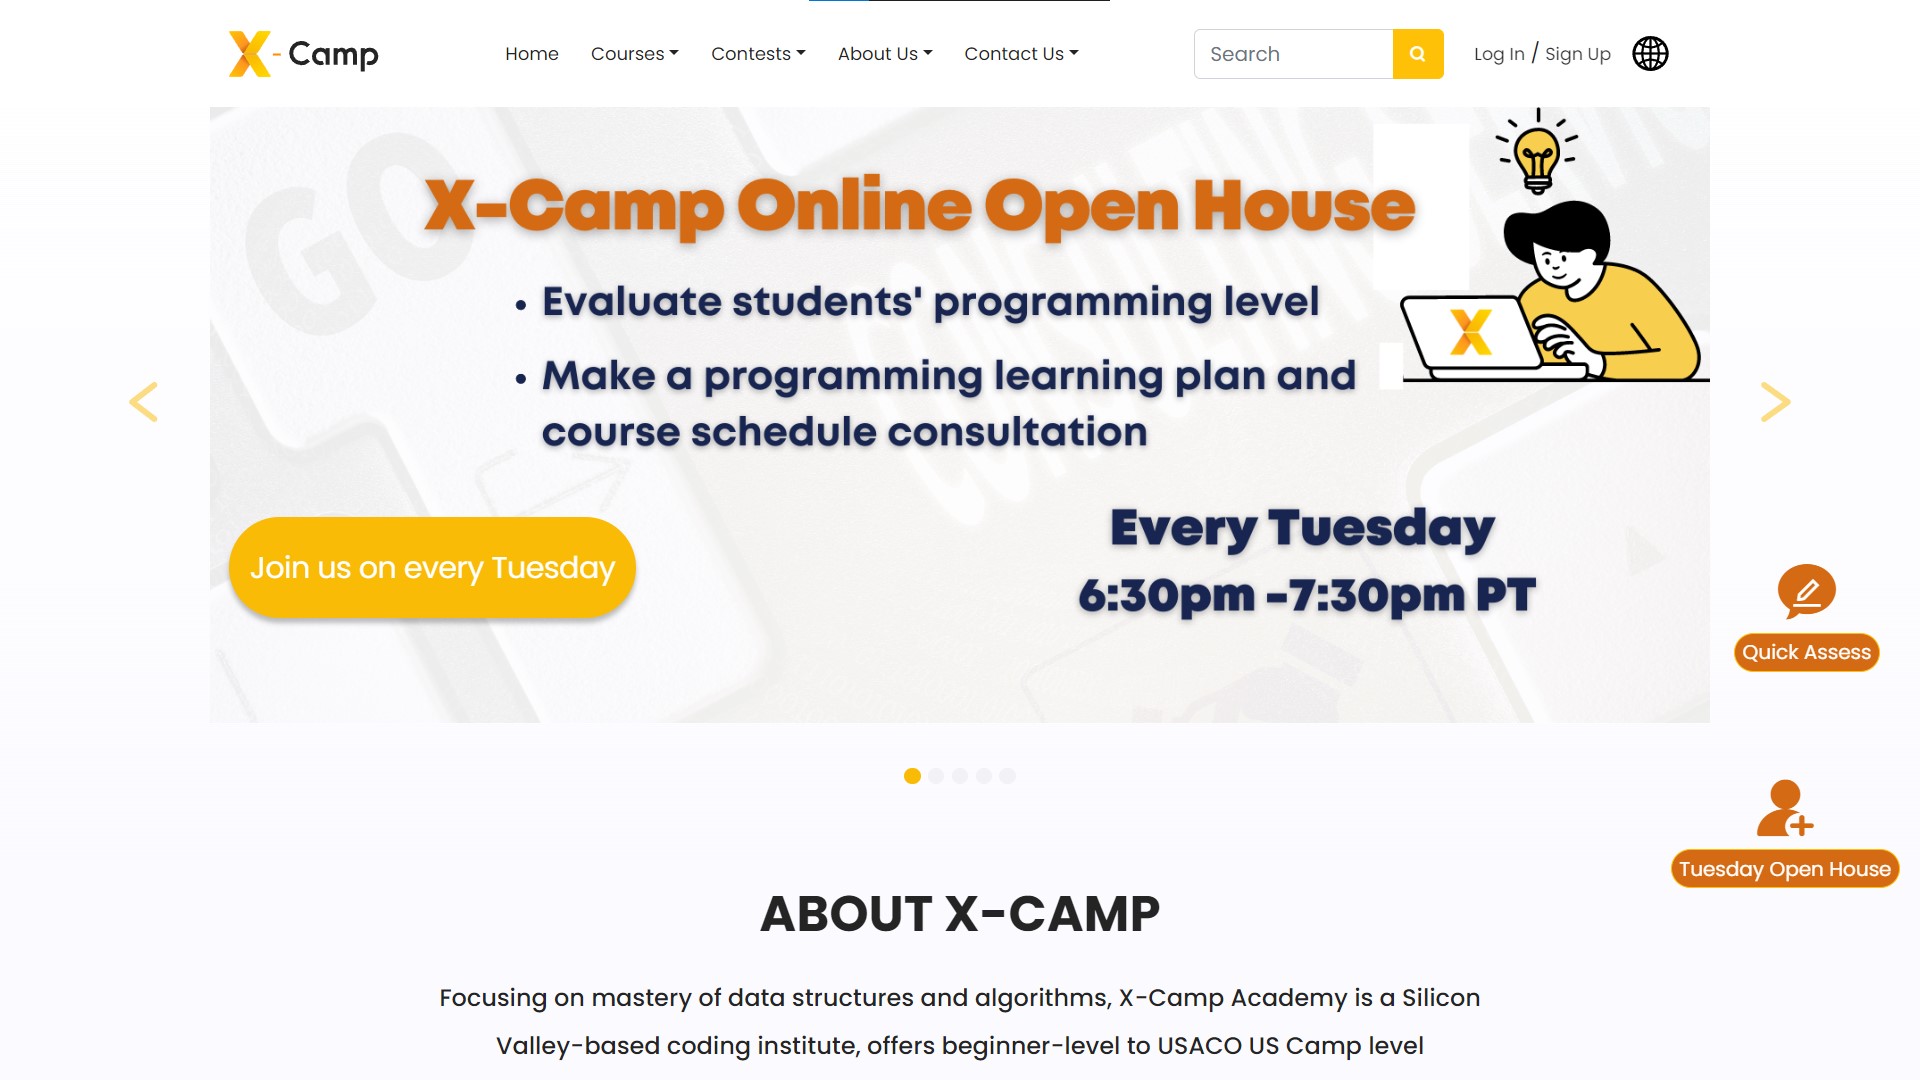 X - Camp
Home Courses Contests About Us Contact Us
Search
Log In / Sign Up
GO
X-Camp Online Open House
• Evaluate students' programming level
• Make a programming learning plan and
course schedule consultation
Join us on every Tuesday
Every Tuesday
6:30pm -7:30pm PT
Quick Assess
Tuesday Open House
ABOUT X-CAMP
Focusing on mastery of data structures and algorithms, X-Camp Academy is a Silicon
Valley-based coding institute, offers beginner-level to USACO US Camp level